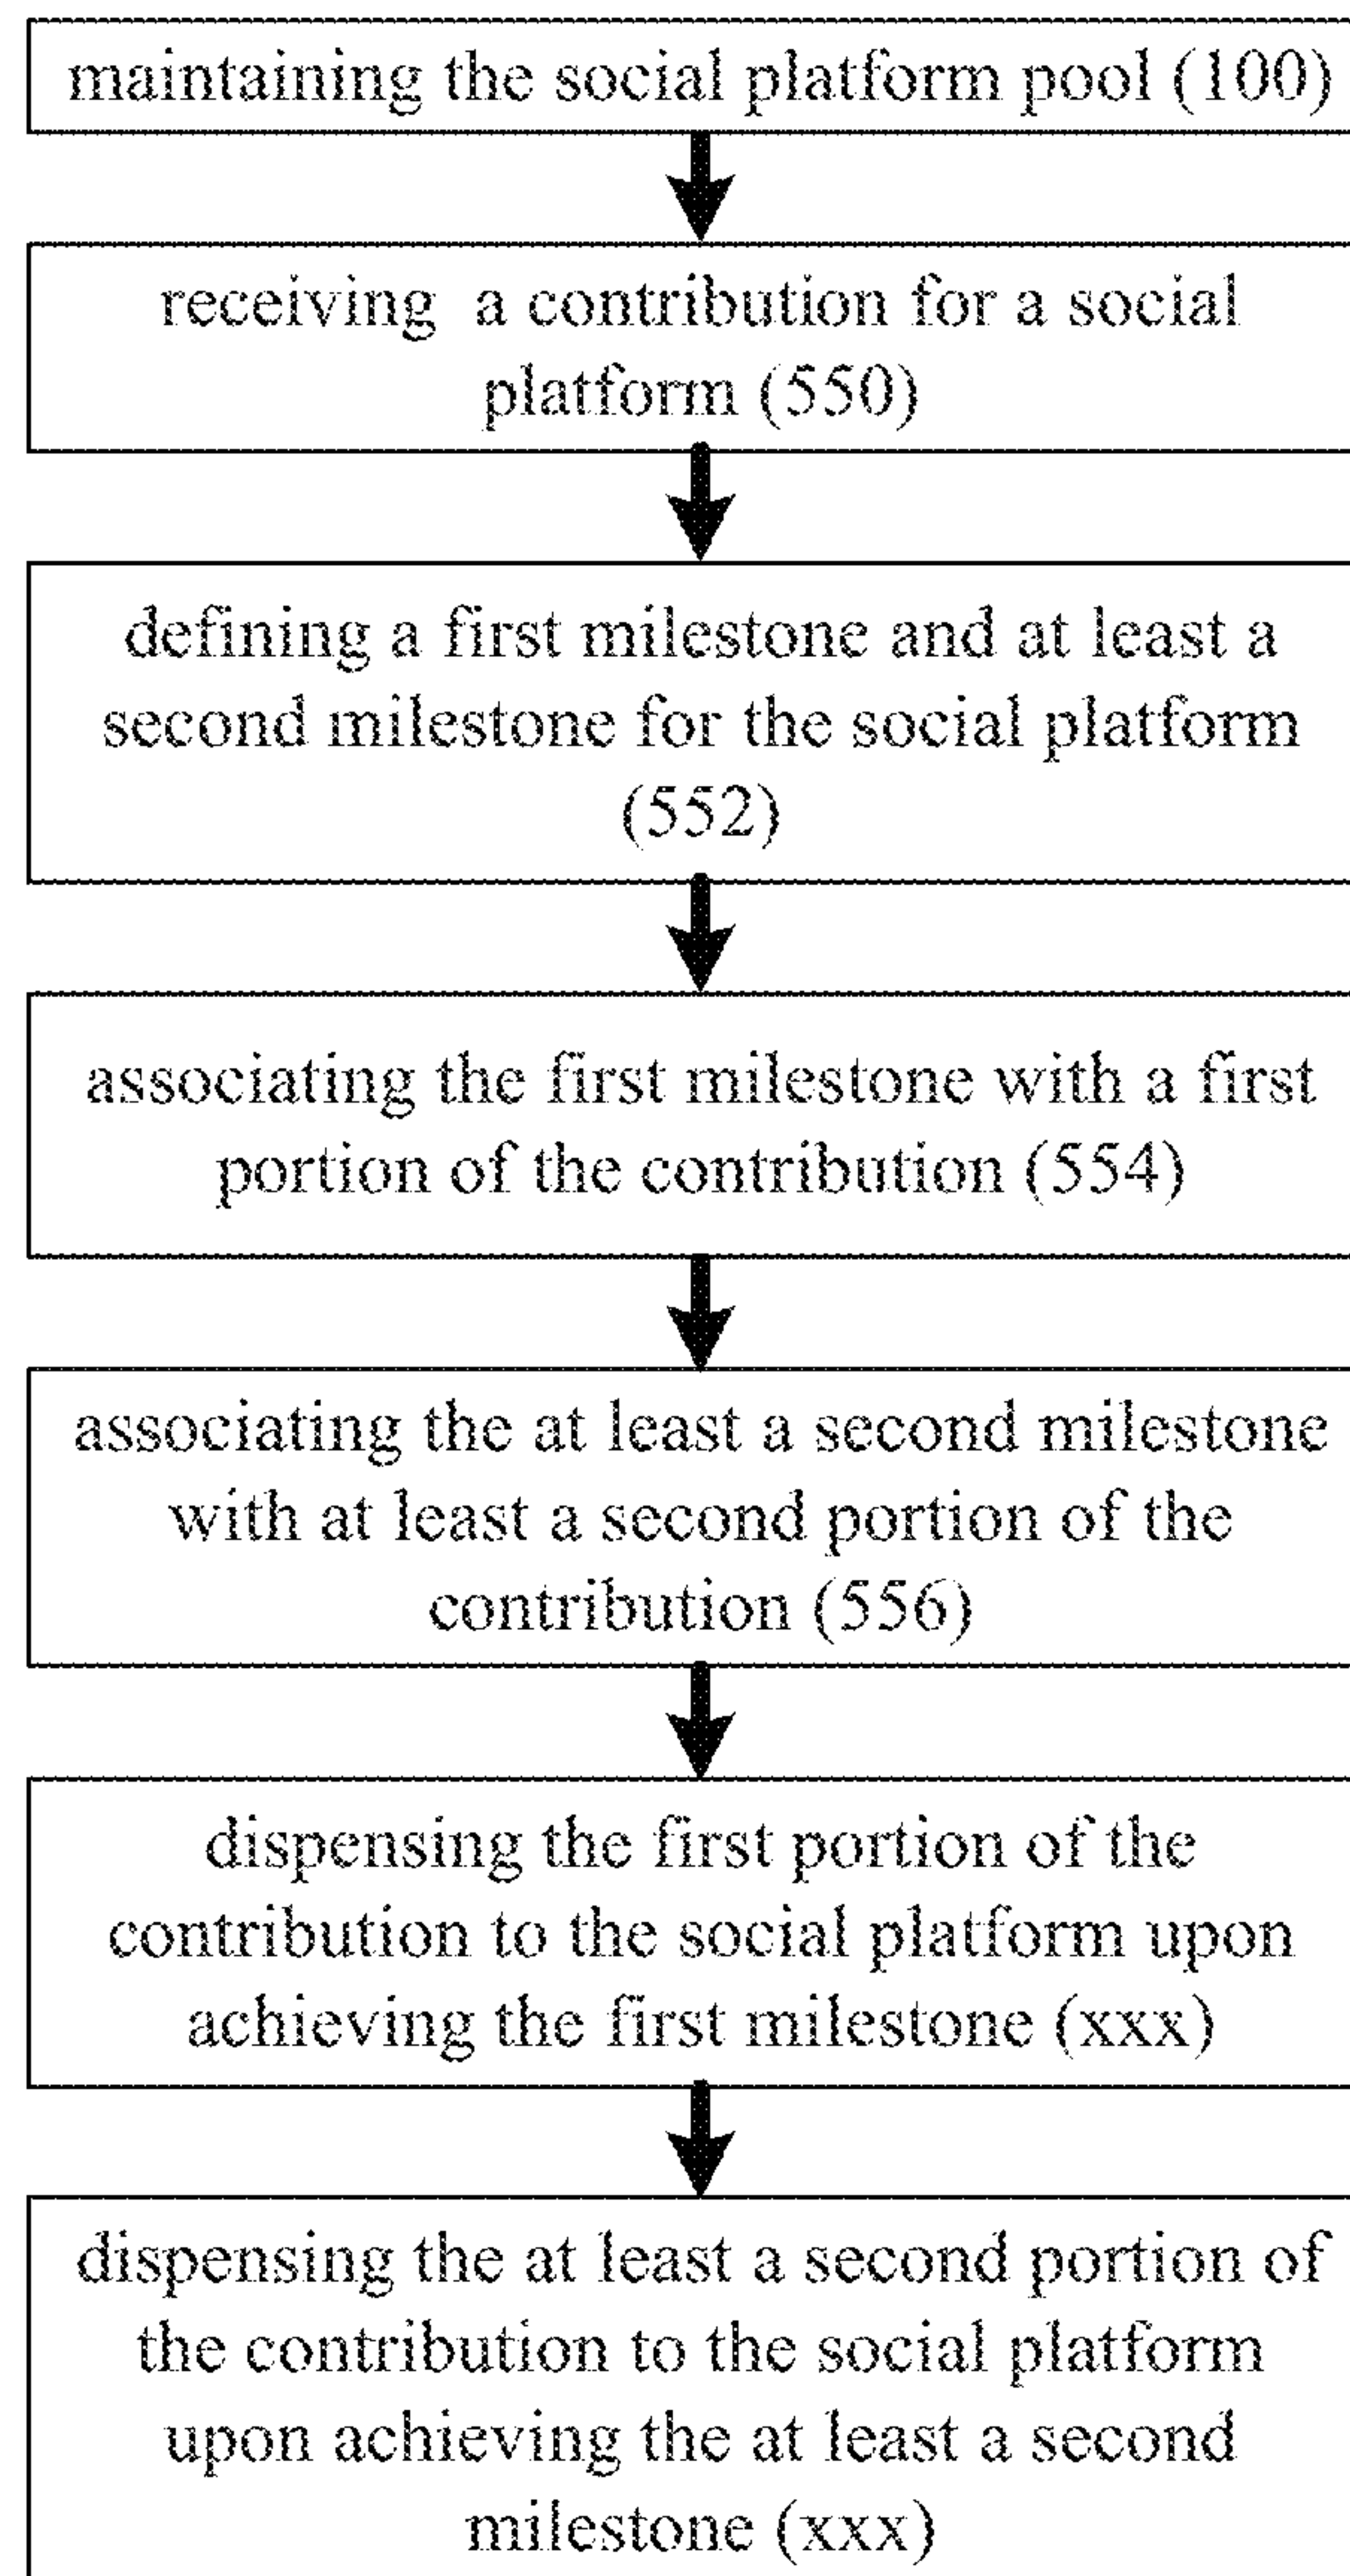 maintaining the social platform pool (100)
receiving a contribution for a social
platform (550)
defining a first milestone and at least a
second milestone for the social platform
(552)
associating the first milestone with a first
portion of the contribution (554)
associating the at least a second milestone
with at least a second portion of the
contribution (556)
dispensing the first portion of the
contribution to the social platform upon
achieving the first milestone (xxx)
dispensing the at least a second portion of
the contribution to the social platform
upon achieving the at least a second
milestone (xxx)